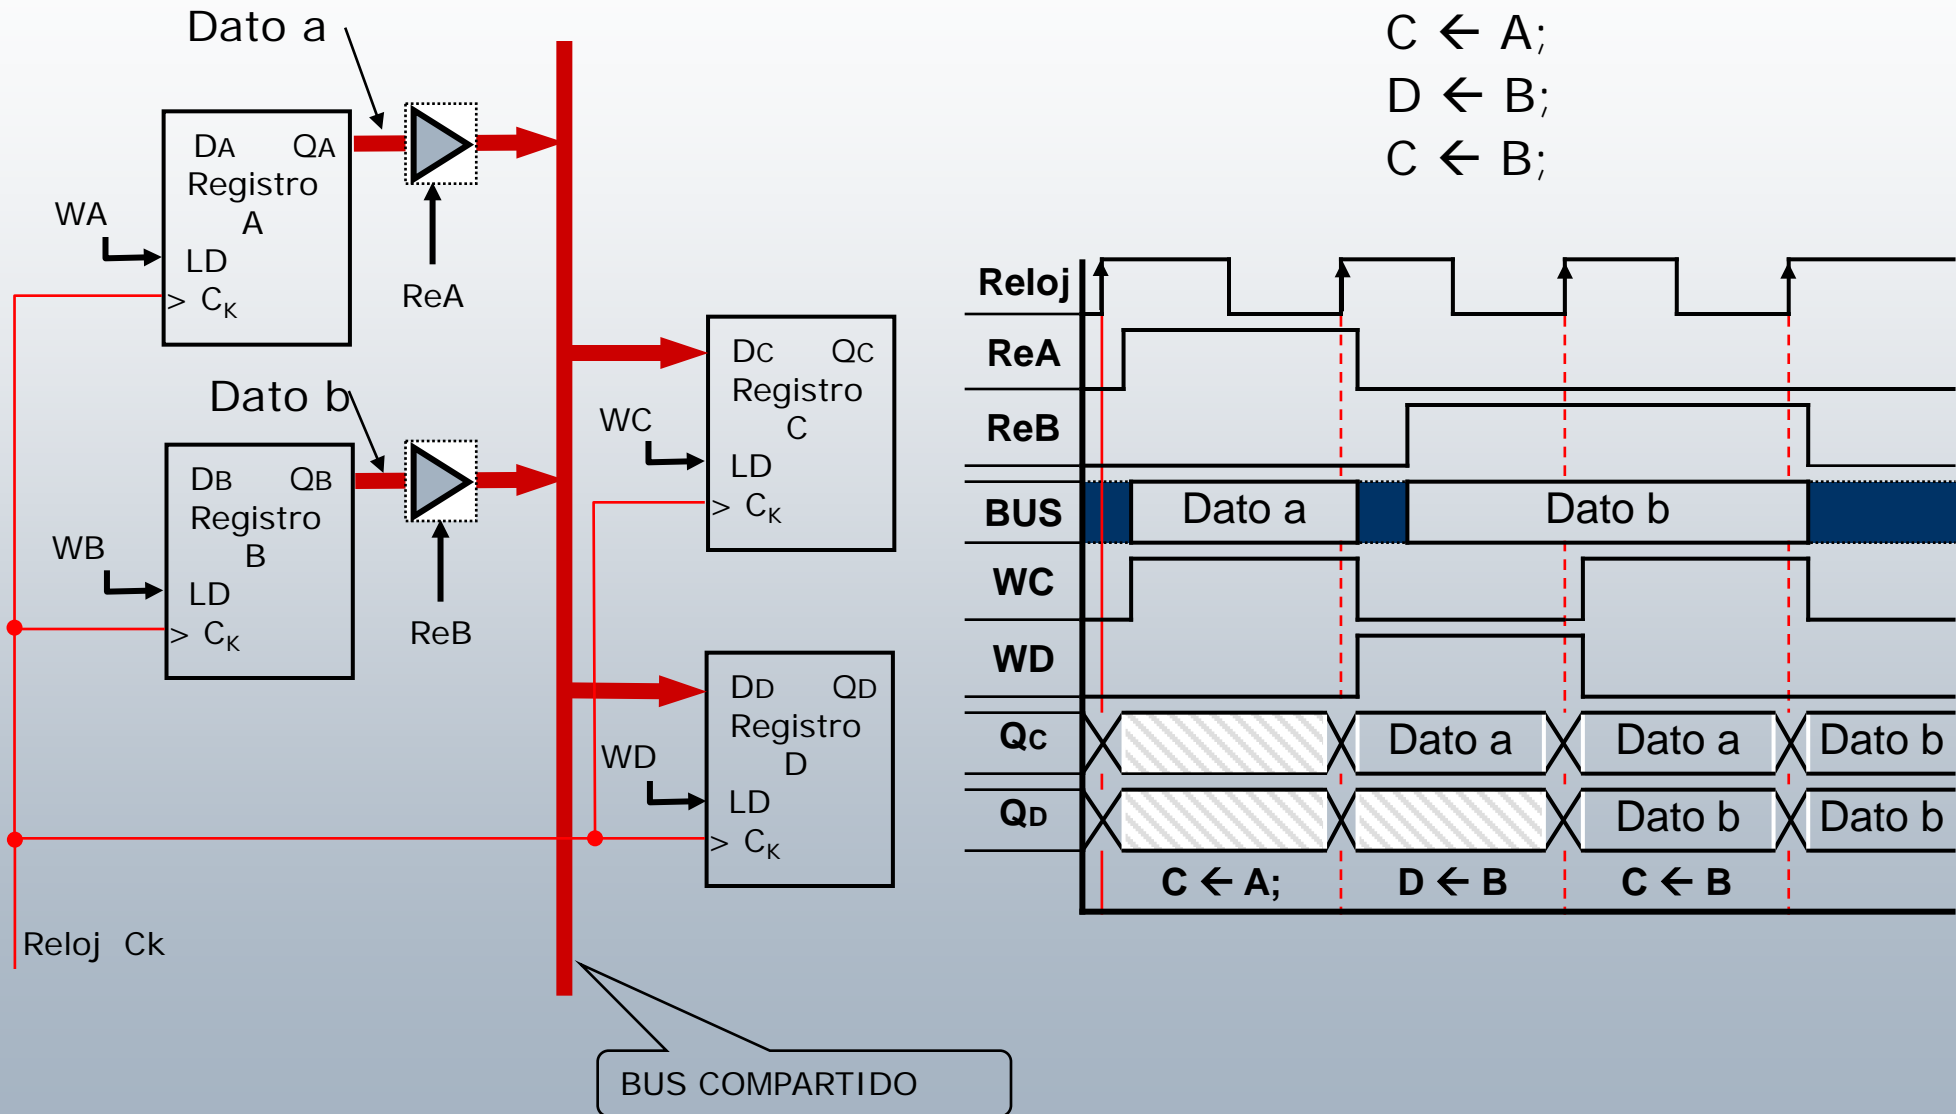 Dato a
DA QA
Registro
A
WA
LD
> CK
ReA
Dato b
DB QB
Registro
B
WB
LD
> CK
ReB
DC QC
Registro
C
WC
LD
> CK
DD QD
Registro
D
WD
LD
> CK
Reloj Ck
BUS COMPARTIDO
C ← A;
D ← B;
C ← B;
Reloj
ReA
ReB
BUS Dato a Dato b
WC
WD
QC Dato a Dato a Dato b
QD Dato b Dato b
C ← A; D ← B C ← B